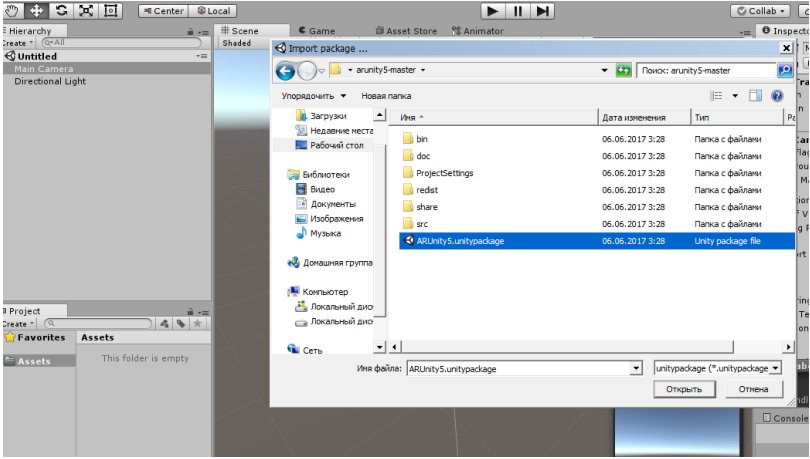 Center Local Collab
Hierarchy Scene Game Asset Store Animator Inspecto
Create All Shaded
Import package ...
Untitled
Main Camera
Directional Light
arunity5-master Поиск: arunity5-master
Упорядочить Новая папка
Загрузки
Недавние места
Рабочий стол
Библиотеки
Видео
Документы
Изображения
Музыка
Домашняя группа
Компьютер
Локальный дис
Локальный дис
Сеть
Имя Дата изменения Тип Ра
bin 06.06.2017 3:28 Папка с файлами
doc 06.06.2017 3:28 Папка с файлами
ProjectSettings 06.06.2017 3:28 Папка с файлами
redist 06.06.2017 3:28 Папка с файлами
share 06.06.2017 3:28 Папка с файлами
src 06.06.2017 3:28 Папка с файлами
ARUnity5.unitypackage 06.06.2017 3:28 Unity package file
Имя файла: ARUnity5.unitypackage unitypackage (*.unitypackage
Открыть Отмена
Project
Create
Favorites Assets
Assets This folder is empty
Console